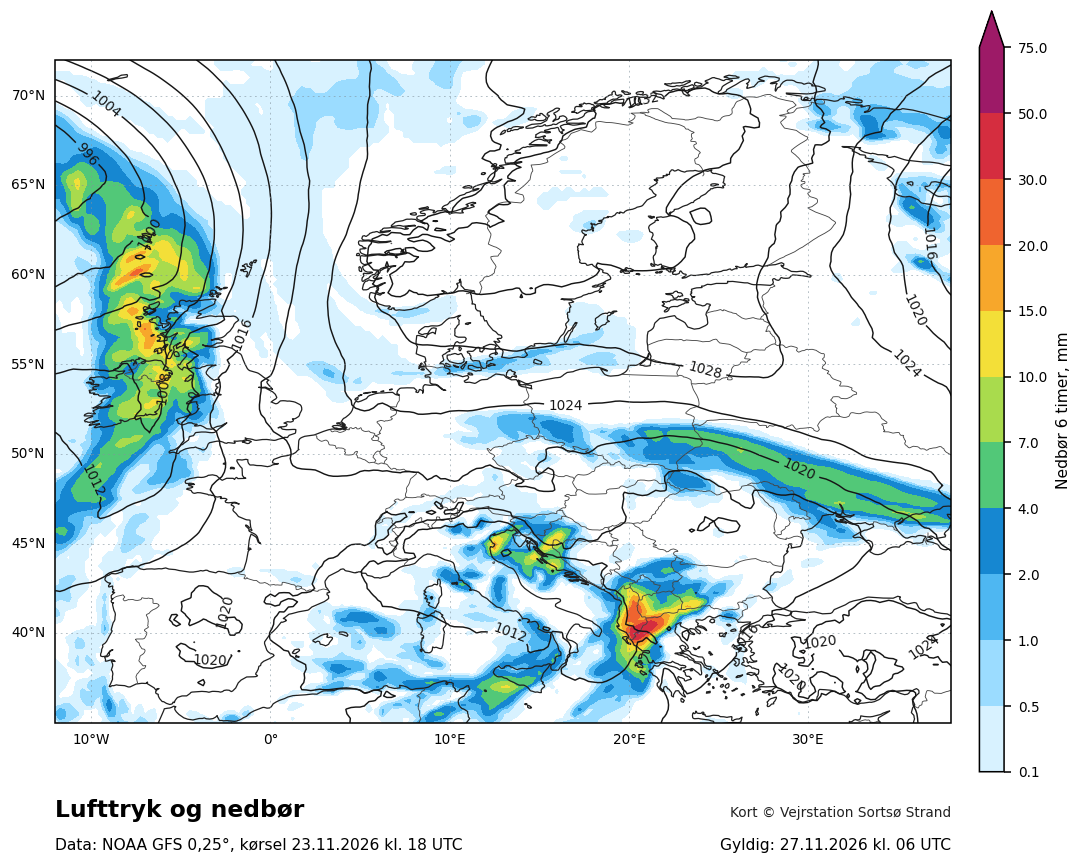 75.0
50.0
30.0
20.0
15.0
10.0
7.0
4.0
2.0
1.0
0.5
0.1
Nedbør 6 timer, mm
70°N
65°N
60°N
55°N
50°N
45°N
40°N
10°W
0°
10°E
20°E
30°E
1004
996
1032
1016
1016
1020
1024
1028
1008
1024
1020
1012
1012
1020
1020
1020
1020
1024
Lufttryk og nedbør
Kort © Vejrstation Sortsø Strand
Data: NOAA GFS 0,25°, kørsel 23.11.2026 kl. 18 UTC
Gyldig: 27.11.2026 kl. 06 UTC